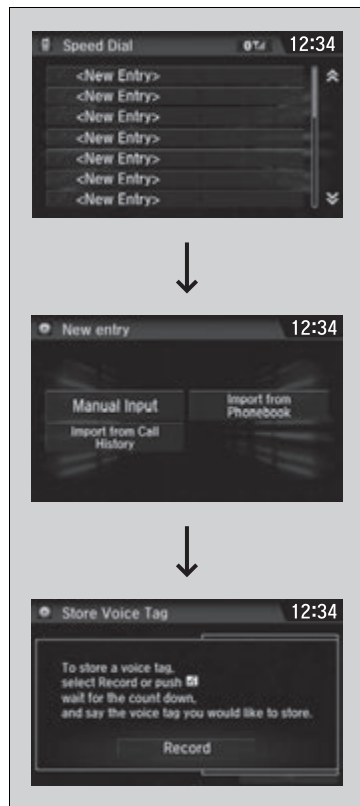 Speed Dial 12:34
<New Entry>
<New Entry>
<New Entry>
<New Entry>
<New Entry>
<New Entry>
<New Entry>
New entry 12:34
Manual Input
Import from
Phonebook
Import from Call
History
Store Voice Tag 12:34
To store a voice tag,
select Record or push
wait for the count down,
and say the voice tag you would like to store.
Record